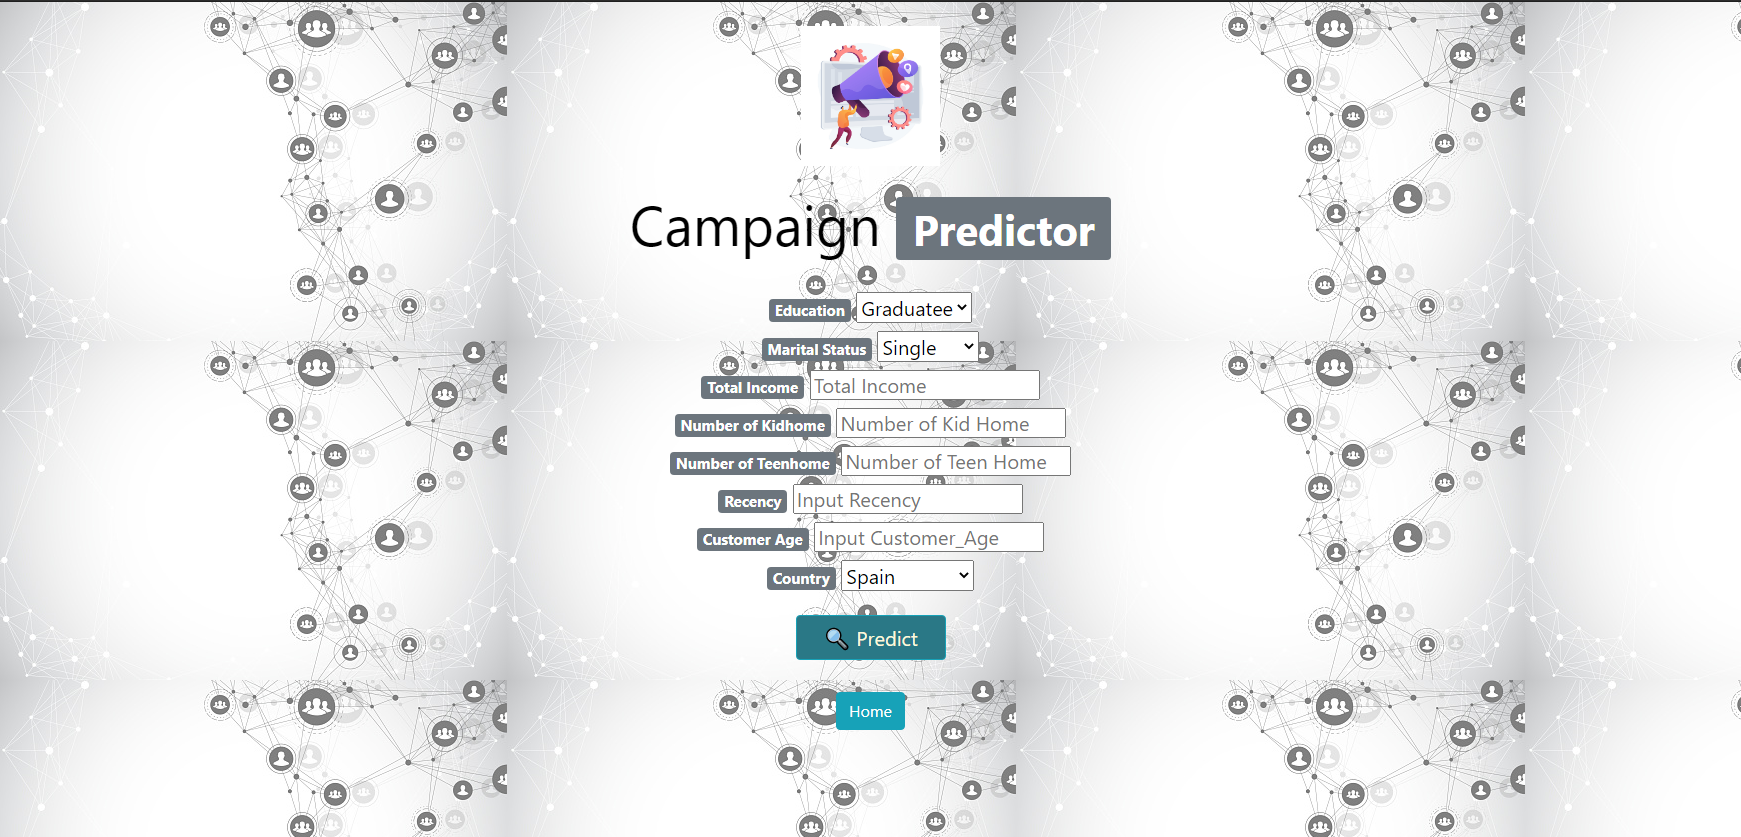 Campaign Predictor
Education Graduatee
Marital Status Single
Total Income Total Income
Number of Kidhome Number of Kid Home
Number of Teenhome Number of Teen Home
Recency Input Recency
Customer Age Input Customer_Age
Country Spain
Predict
Home